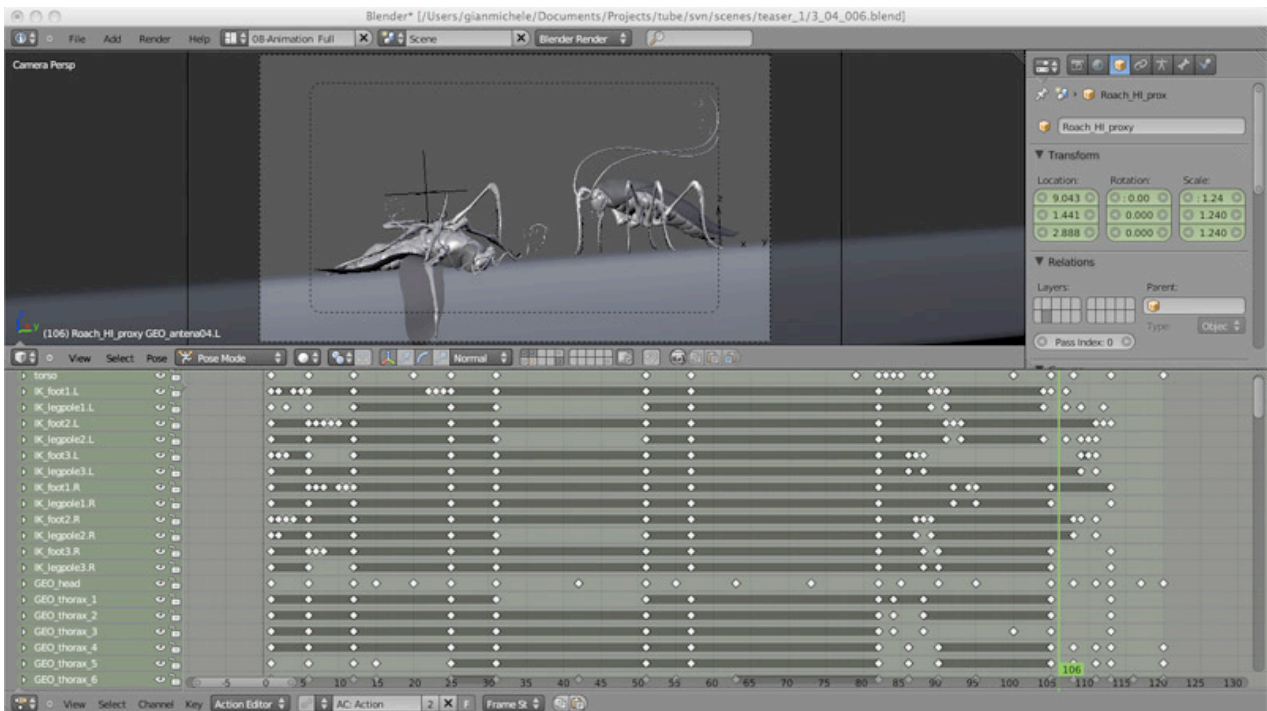 Blender* [/Users/gianmichele/Documents/Projects/tube/svn/scenes/teaser_1/3_04_006.blend]
File Add Render Help 08-Animation Full Scene Blender Render
Camera Persp
Roach_HI_prox
Roach_HI_proxy
Transform
Location: Rotation: Scale:
9.043 : 0.00 : 1.24
1.441 0.000 1.240
2.888 0.000 1.240
Relations
Layers: Parent:
Type: Objec
Pass Index: 0
z
x y
y
(106) Roach_HI_proxy GEO_antena04.L
View Select Pose Pose Mode Normal
torso
IK_foot1.L
IK_legpole1.L
IK_foot2.L
IK_legpole2.L
IK_foot3.L
IK_legpole3.L
IK_foot1.R
IK_legpole1.R
IK_foot2.R
IK_legpole2.R
IK_foot3.R
IK_legpole3.R
GEO_head
GEO_thorax_1
GEO_thorax_2
GEO_thorax_3
GEO_thorax_4
GEO_thorax_5
106
GEO_thorax_6
-5 0 5 10 15 20 25 30 35 40 45 50 55 60 65 70 75 80 85 90 95 100 105 110 115 120 125 130
View Select Channel Key Action Editor AC: Action 2 F Frame St